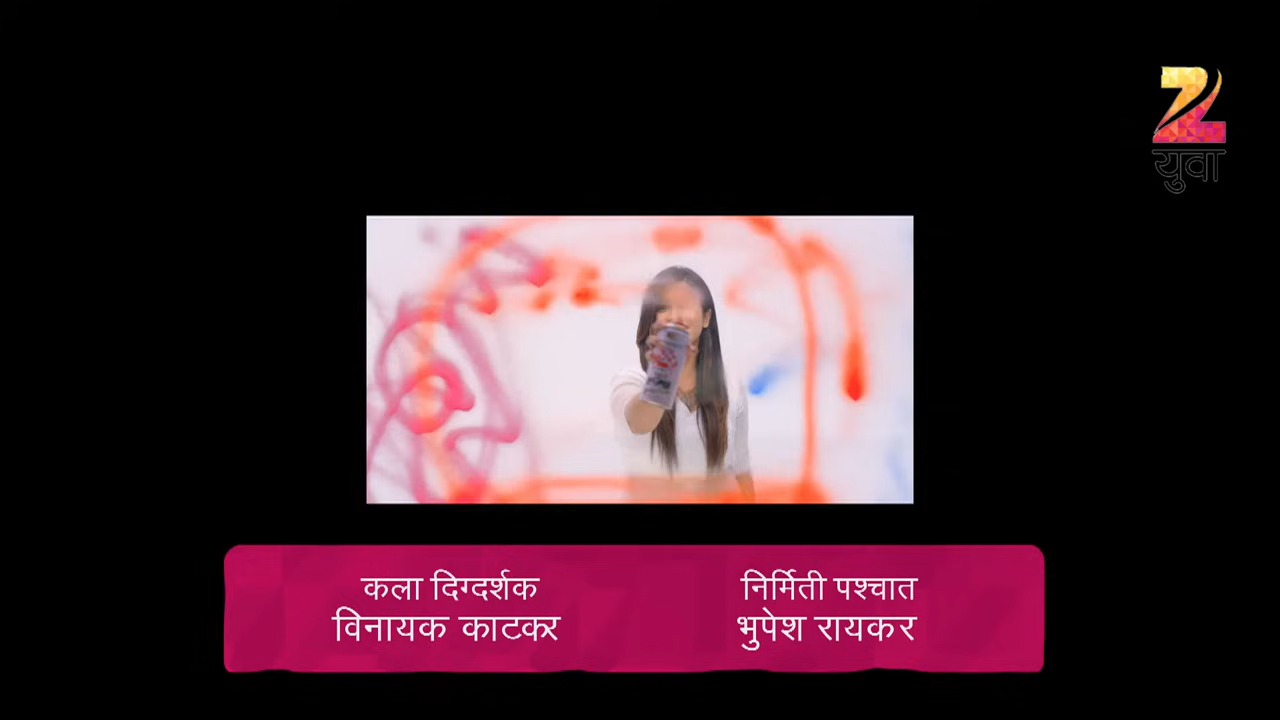 युवा
कला दिग्दर्शक
विनायक काटकर
निर्मिती पश्चात
भुपेश रायकर